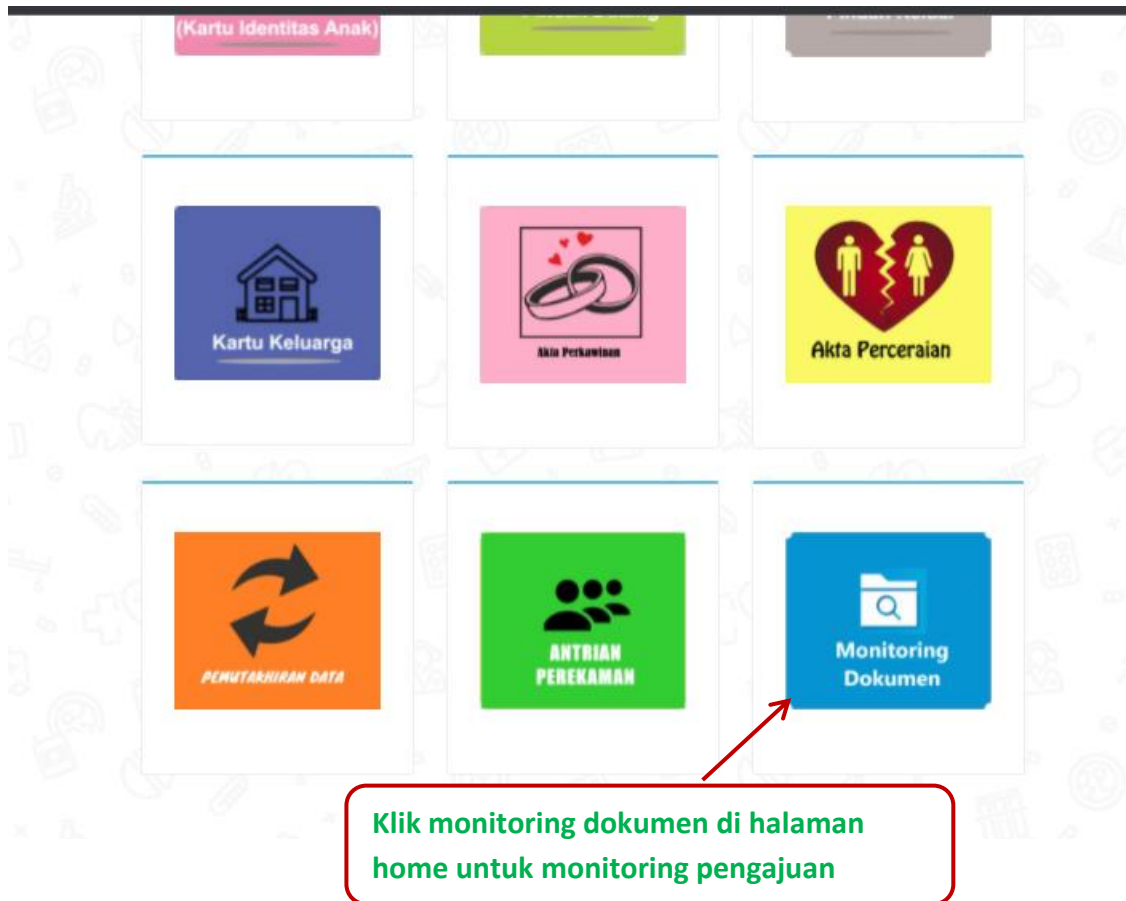 (Kartu Identitas Anak)
Kartu Keluarga
Akta Perkawinan
Akta Perceraian
PEMUTAKHIRAN DATA
ANTRIAN
PEREKAMAN
Monitoring
Dokumen
Klik monitoring dokumen di halaman
home untuk monitoring pengajuan